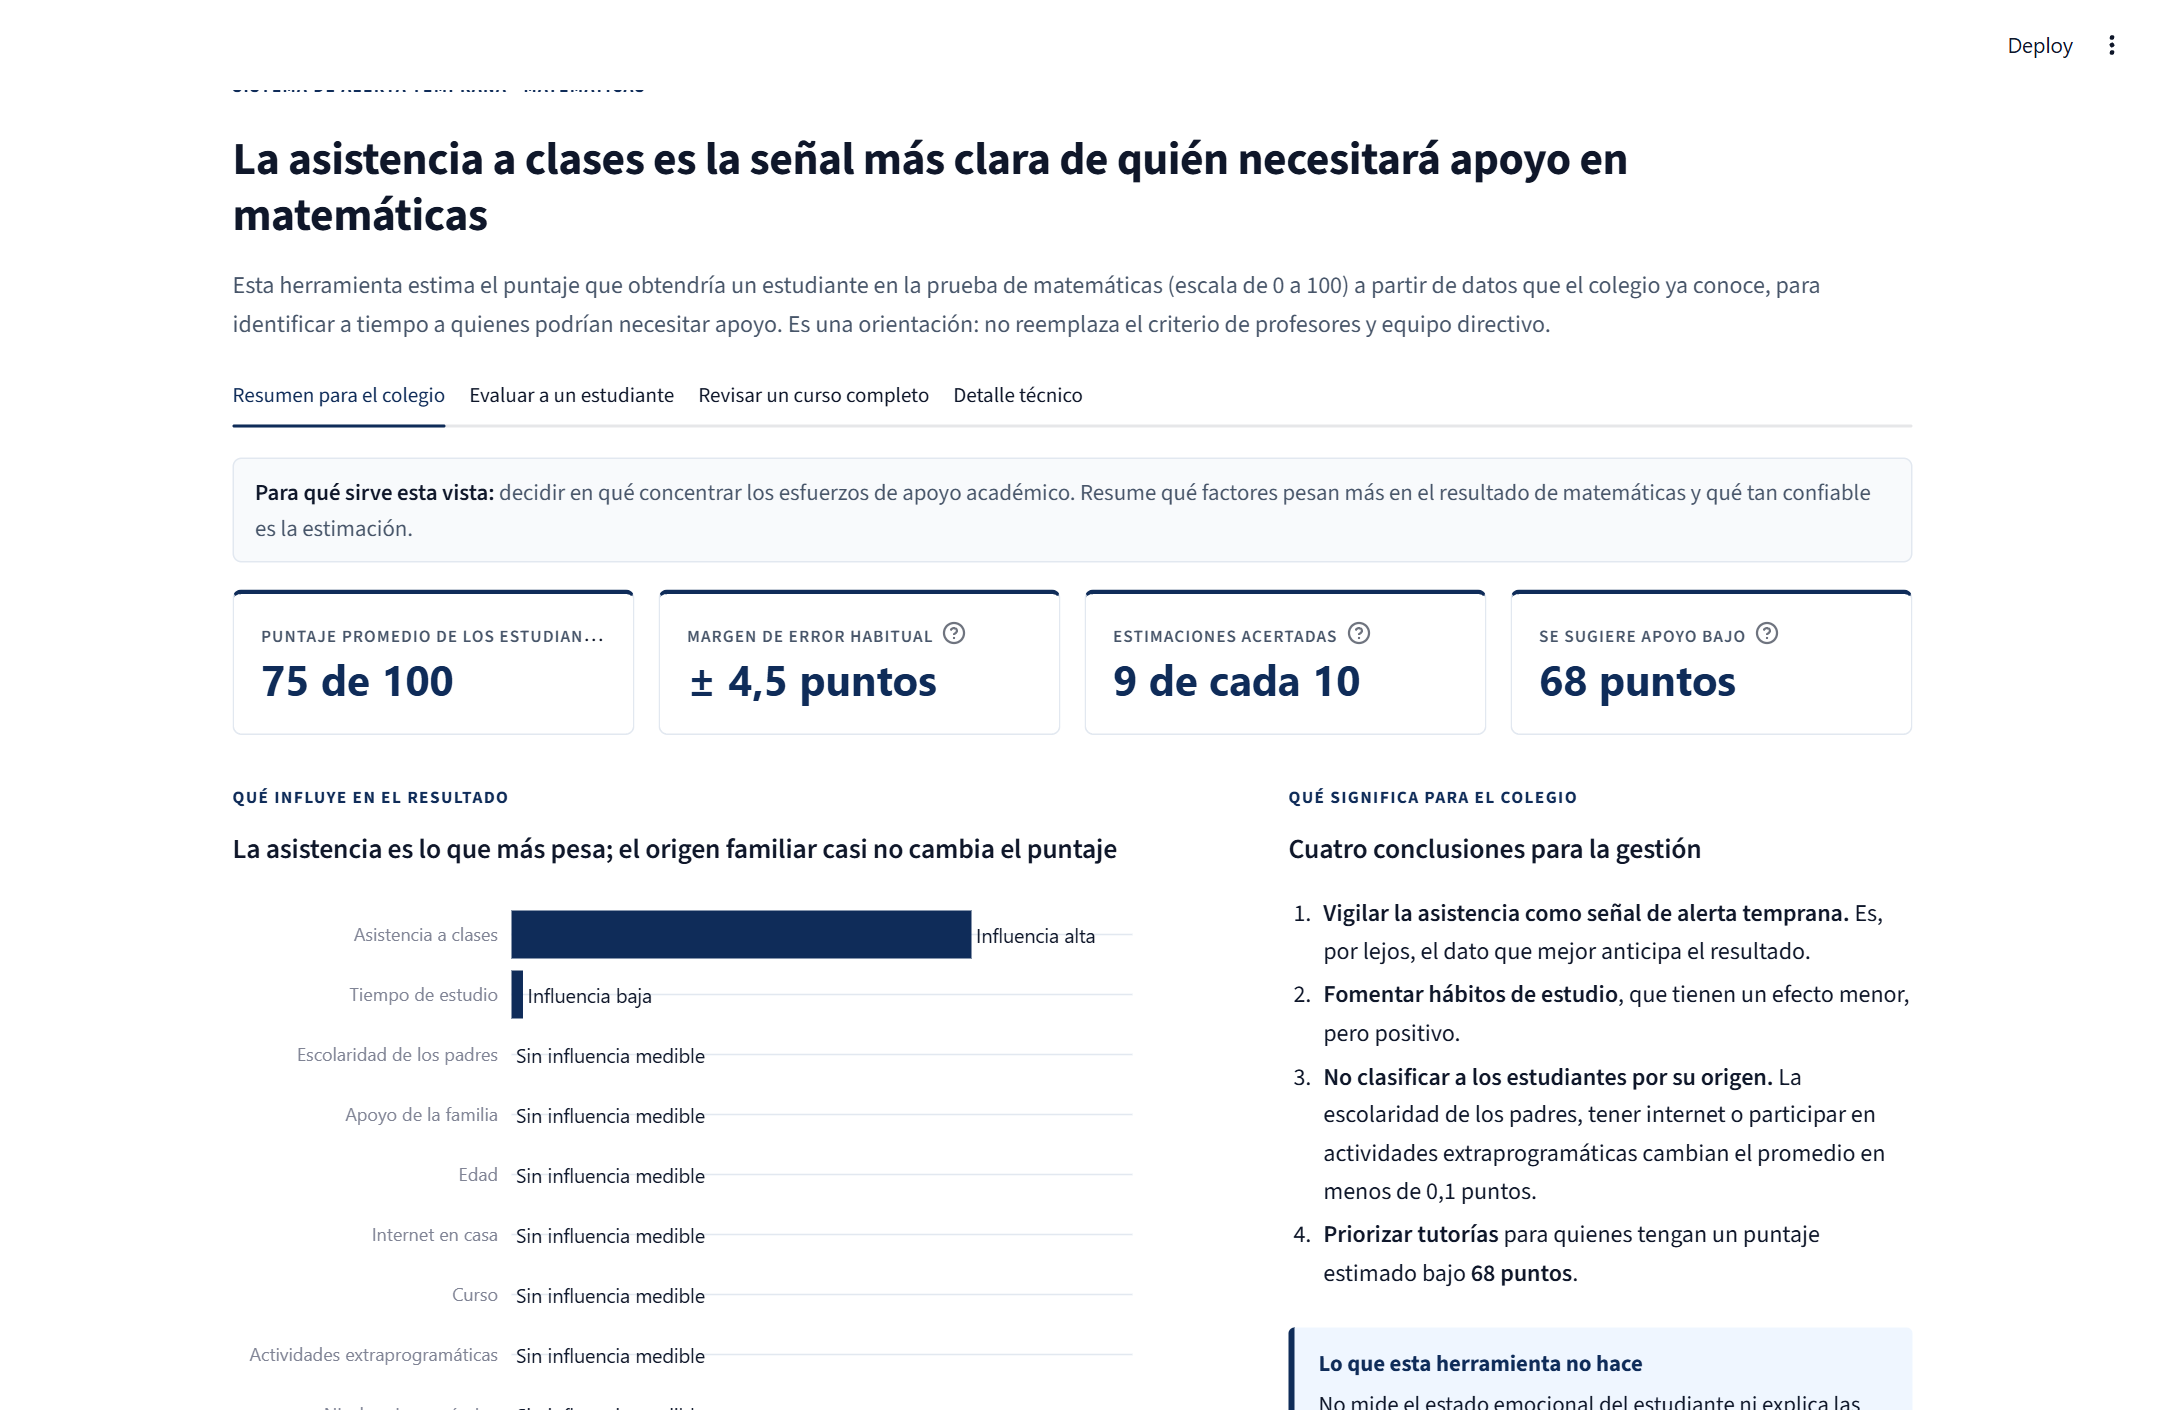 Deploy
La asistencia a clases es la señal más clara de quién necesitará apoyo en
matemáticas
Esta herramienta estima el puntaje que obtendría un estudiante en la prueba de matemáticas (escala de 0 a 100) a partir de datos que el colegio ya conoce, para
identificar a tiempo a quienes podrían necesitar apoyo. Es una orientación: no reemplaza el criterio de profesores y equipo directivo.
Resumen para el colegio
Evaluar a un estudiante
Revisar un curso completo
Detalle técnico
Para qué sirve esta vista: decidir en qué concentrar los esfuerzos de apoyo académico. Resume qué factores pesan más en el resultado de matemáticas y qué tan confiable
es la estimación.
PUNTAJE PROMEDIO DE LOS ESTUDIAN...
75 de 100
MARGEN DE ERROR HABITUAL ?
± 4,5 puntos
ESTIMACIONES ACERTADAS ?
9 de cada 10
SE SUGIERE APOYO BAJO ?
68 puntos
QUÉ INFLUYE EN EL RESULTADO
La asistencia es lo que más pesa; el origen familiar casi no cambia el puntaje
Asistencia a clases Influencia alta
Tiempo de estudio Influencia baja
Escolaridad de los padres Sin influencia medible
Apoyo de la familia Sin influencia medible
Edad Sin influencia medible
Internet en casa Sin influencia medible
Curso Sin influencia medible
Actividades extraprogramáticas Sin influencia medible
QUÉ SIGNIFICA PARA EL COLEGIO
Cuatro conclusiones para la gestión
1. Vigilar la asistencia como señal de alerta temprana. Es,
por lejos, el dato que mejor anticipa el resultado.
2. Fomentar hábitos de estudio, que tienen un efecto menor,
pero positivo.
3. No clasificar a los estudiantes por su origen. La
escolaridad de los padres, tener internet o participar en
actividades extraprogramáticas cambian el promedio en
menos de 0,1 puntos.
4. Priorizar tutorías para quienes tengan un puntaje
estimado bajo 68 puntos.
Lo que esta herramienta no hace
No mide el estado emocional del estudiante ni explica las